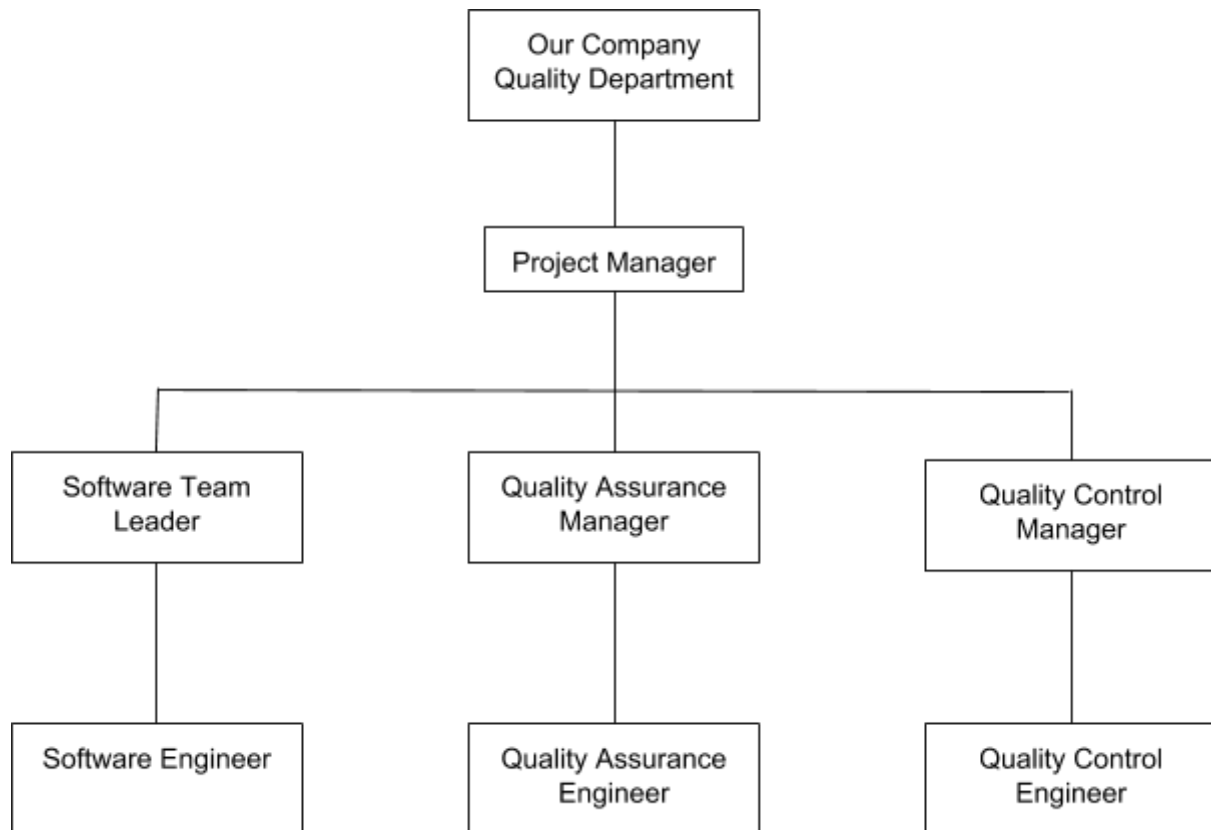 Our Company
Quality Department
Project Manager
Software Team
Leader
Quality Assurance
Manager
Quality Control
Manager
Software Engineer
Quality Assurance
Engineer
Quality Control
Engineer